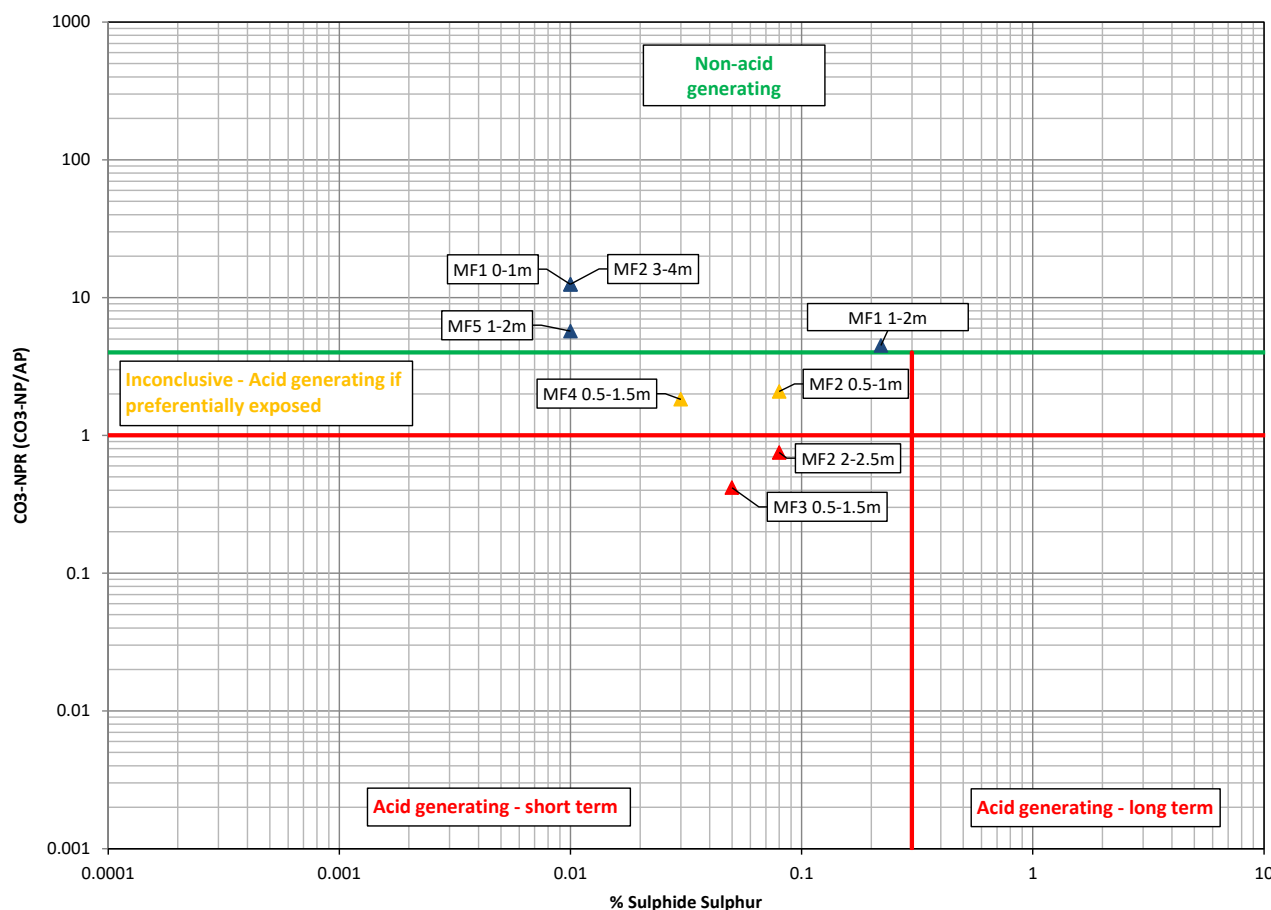 1000
Non-acid
generating
100
MF1 0-1m
MF2 3-4m
10
MF5 1-2m
MF1 1-2m
CO3-NPR (CO3-NP/AP)
Inconclusive - Acid generating if
preferentially exposed
MF4 0.5-1.5m
MF2 0.5-1m
1
MF2 2-2.5m
MF3 0.5-1.5m
0.1
0.01
Acid generating - short term
Acid generating - long term
0.001
0.0001
0.001
0.01
0.1
1
10
% Sulphide Sulphur